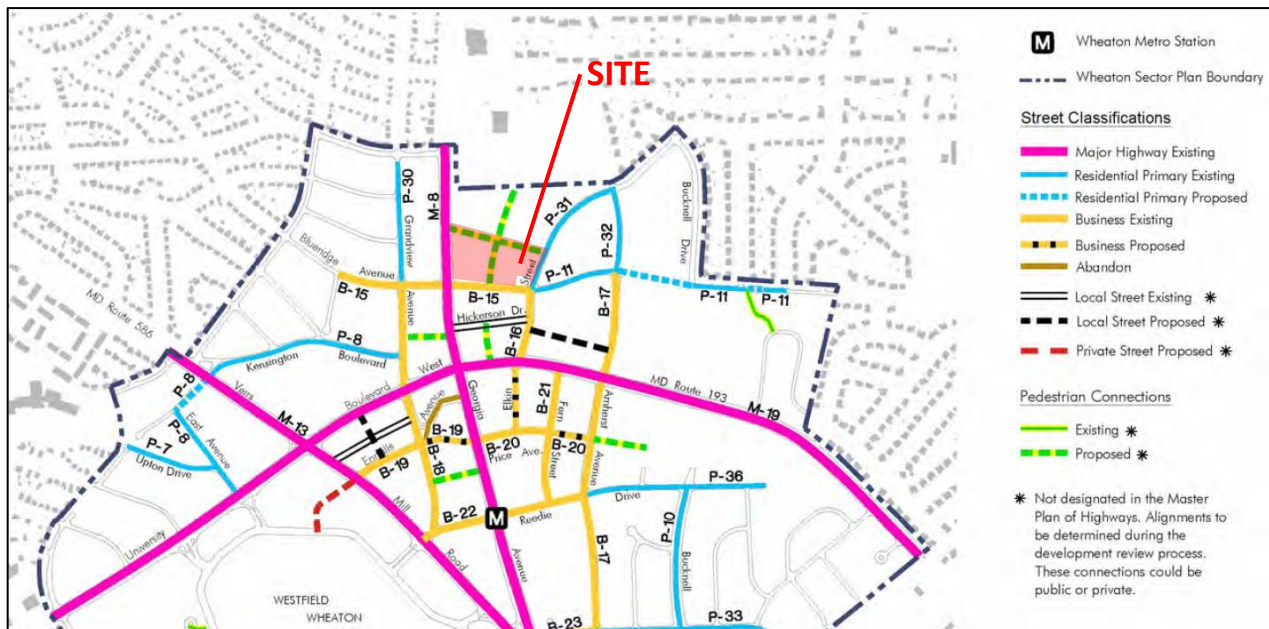 SITE
P-30
Grandview
M-8
P-31
P-32
Bucknell
Drive
Blueridge
Avenue
B-15
B-15
Street
P-11
P-11
P-11
B-17
MD Route 586
Avenue
Hickerson Dr.
B-16
P-8
Kensington
Boulevard
West
Boulevard
MD Route 193
M-19
P-8
Veirs
M-13
P-8
East
Avenue
P-7
Upton Drive
Avenue
Georgia
Elkin
B-21
Fern
Street
Amherst
Avenue
B-19
B-19
Ennalls
B-18
B-20
Price Ave.
B-20
Mill
Road
B-22
M
Reedie
Drive
P-36
P-10
Bucknell
B-17
University
Avenue
WESTFIELD
WHEATON
B-23
P-33
M Wheaton Metro Station
Wheaton Sector Plan Boundary
Street Classifications
Major Highway Existing
Residential Primary Existing
Residential Primary Proposed
Business Existing
Business Proposed
Abandon
Local Street Existing *
Local Street Proposed *
Private Street Proposed *
Pedestrian Connections
Existing *
Proposed *
* Not designated in the Master
Plan of Highways. Alignments to
be determined during the
development review process.
These connections could be
public or private.